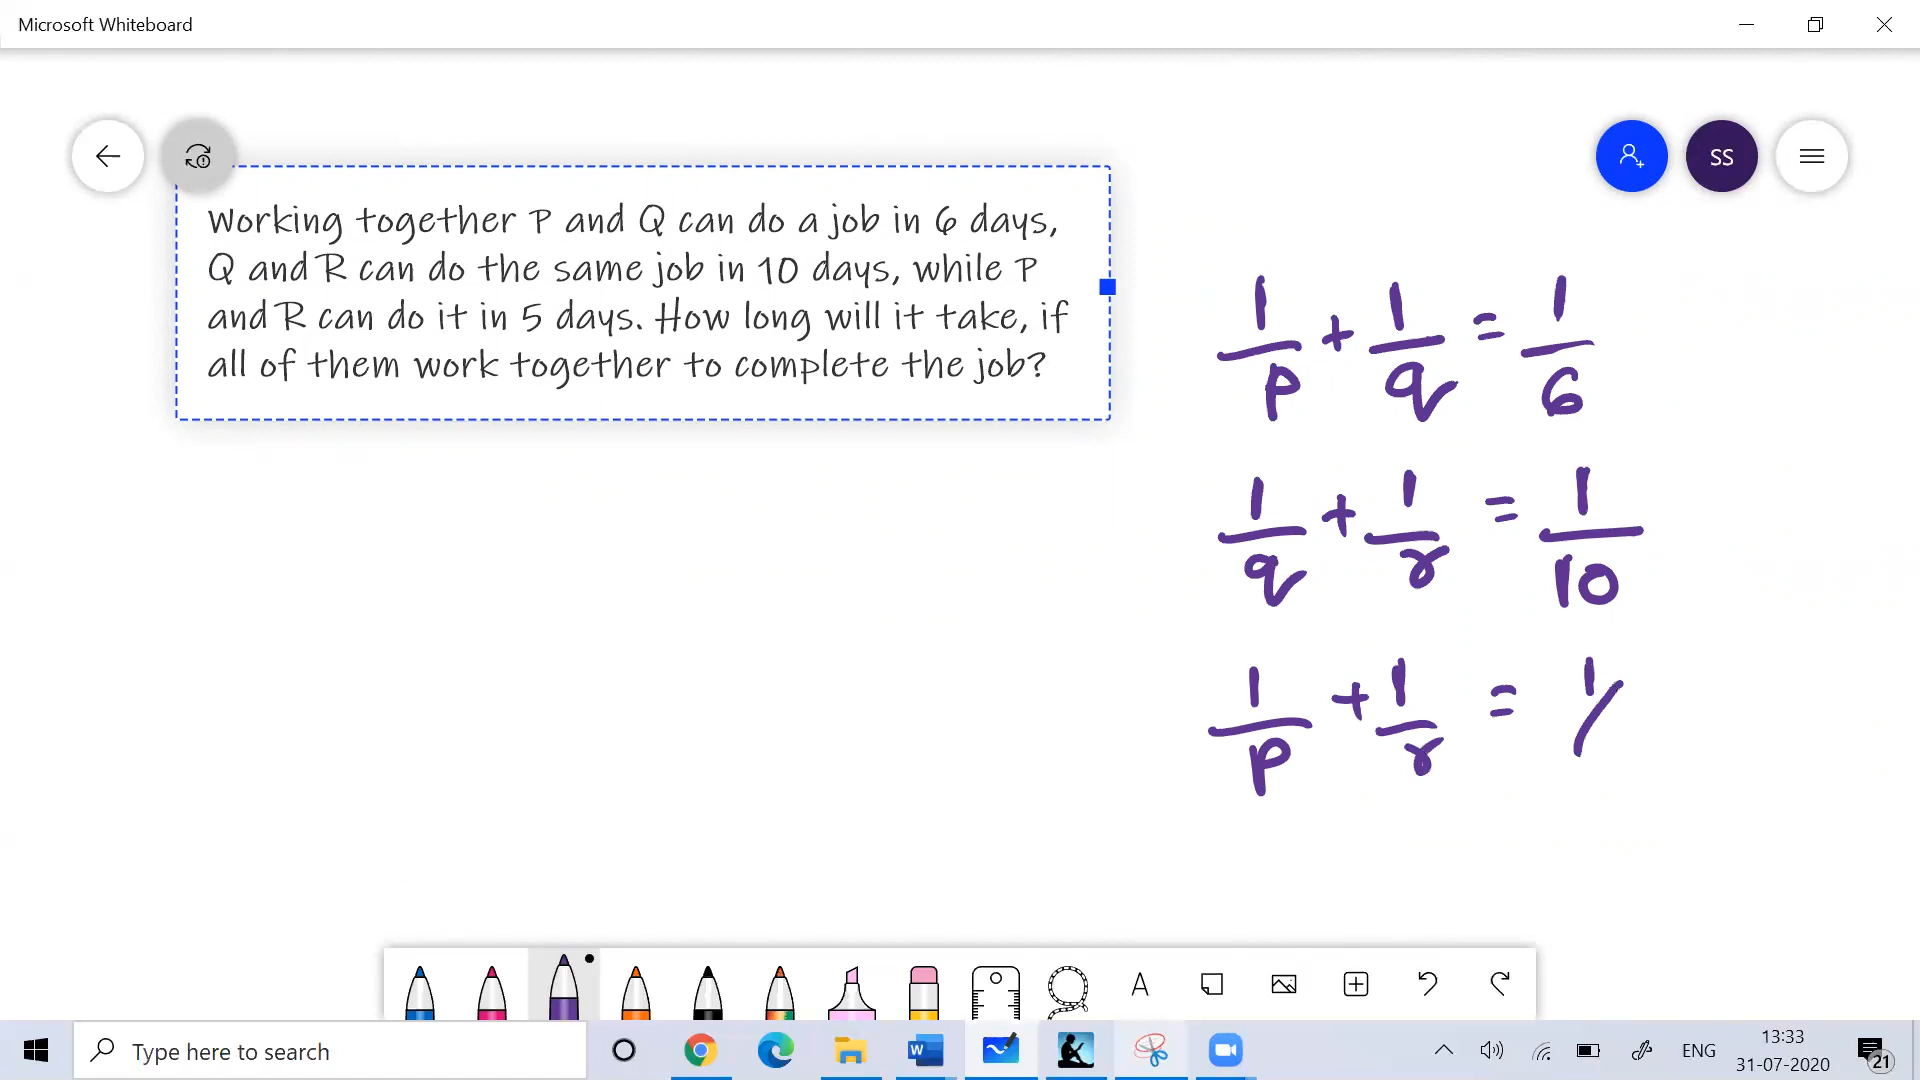 Microsoft Whiteboard
SS
Working together P and Q can do a job in 6 days,
Q and R can do the same job in 10 days, while P
and R can do it in 5 days. How long will it take, if
all of them work together to complete the job?
1/p + 1/q = 1/6
1/q + 1/r = 1/10
1/p + 1/r = 1/
A
Type here to search
W
ENG
13:33
31-07-2020
21